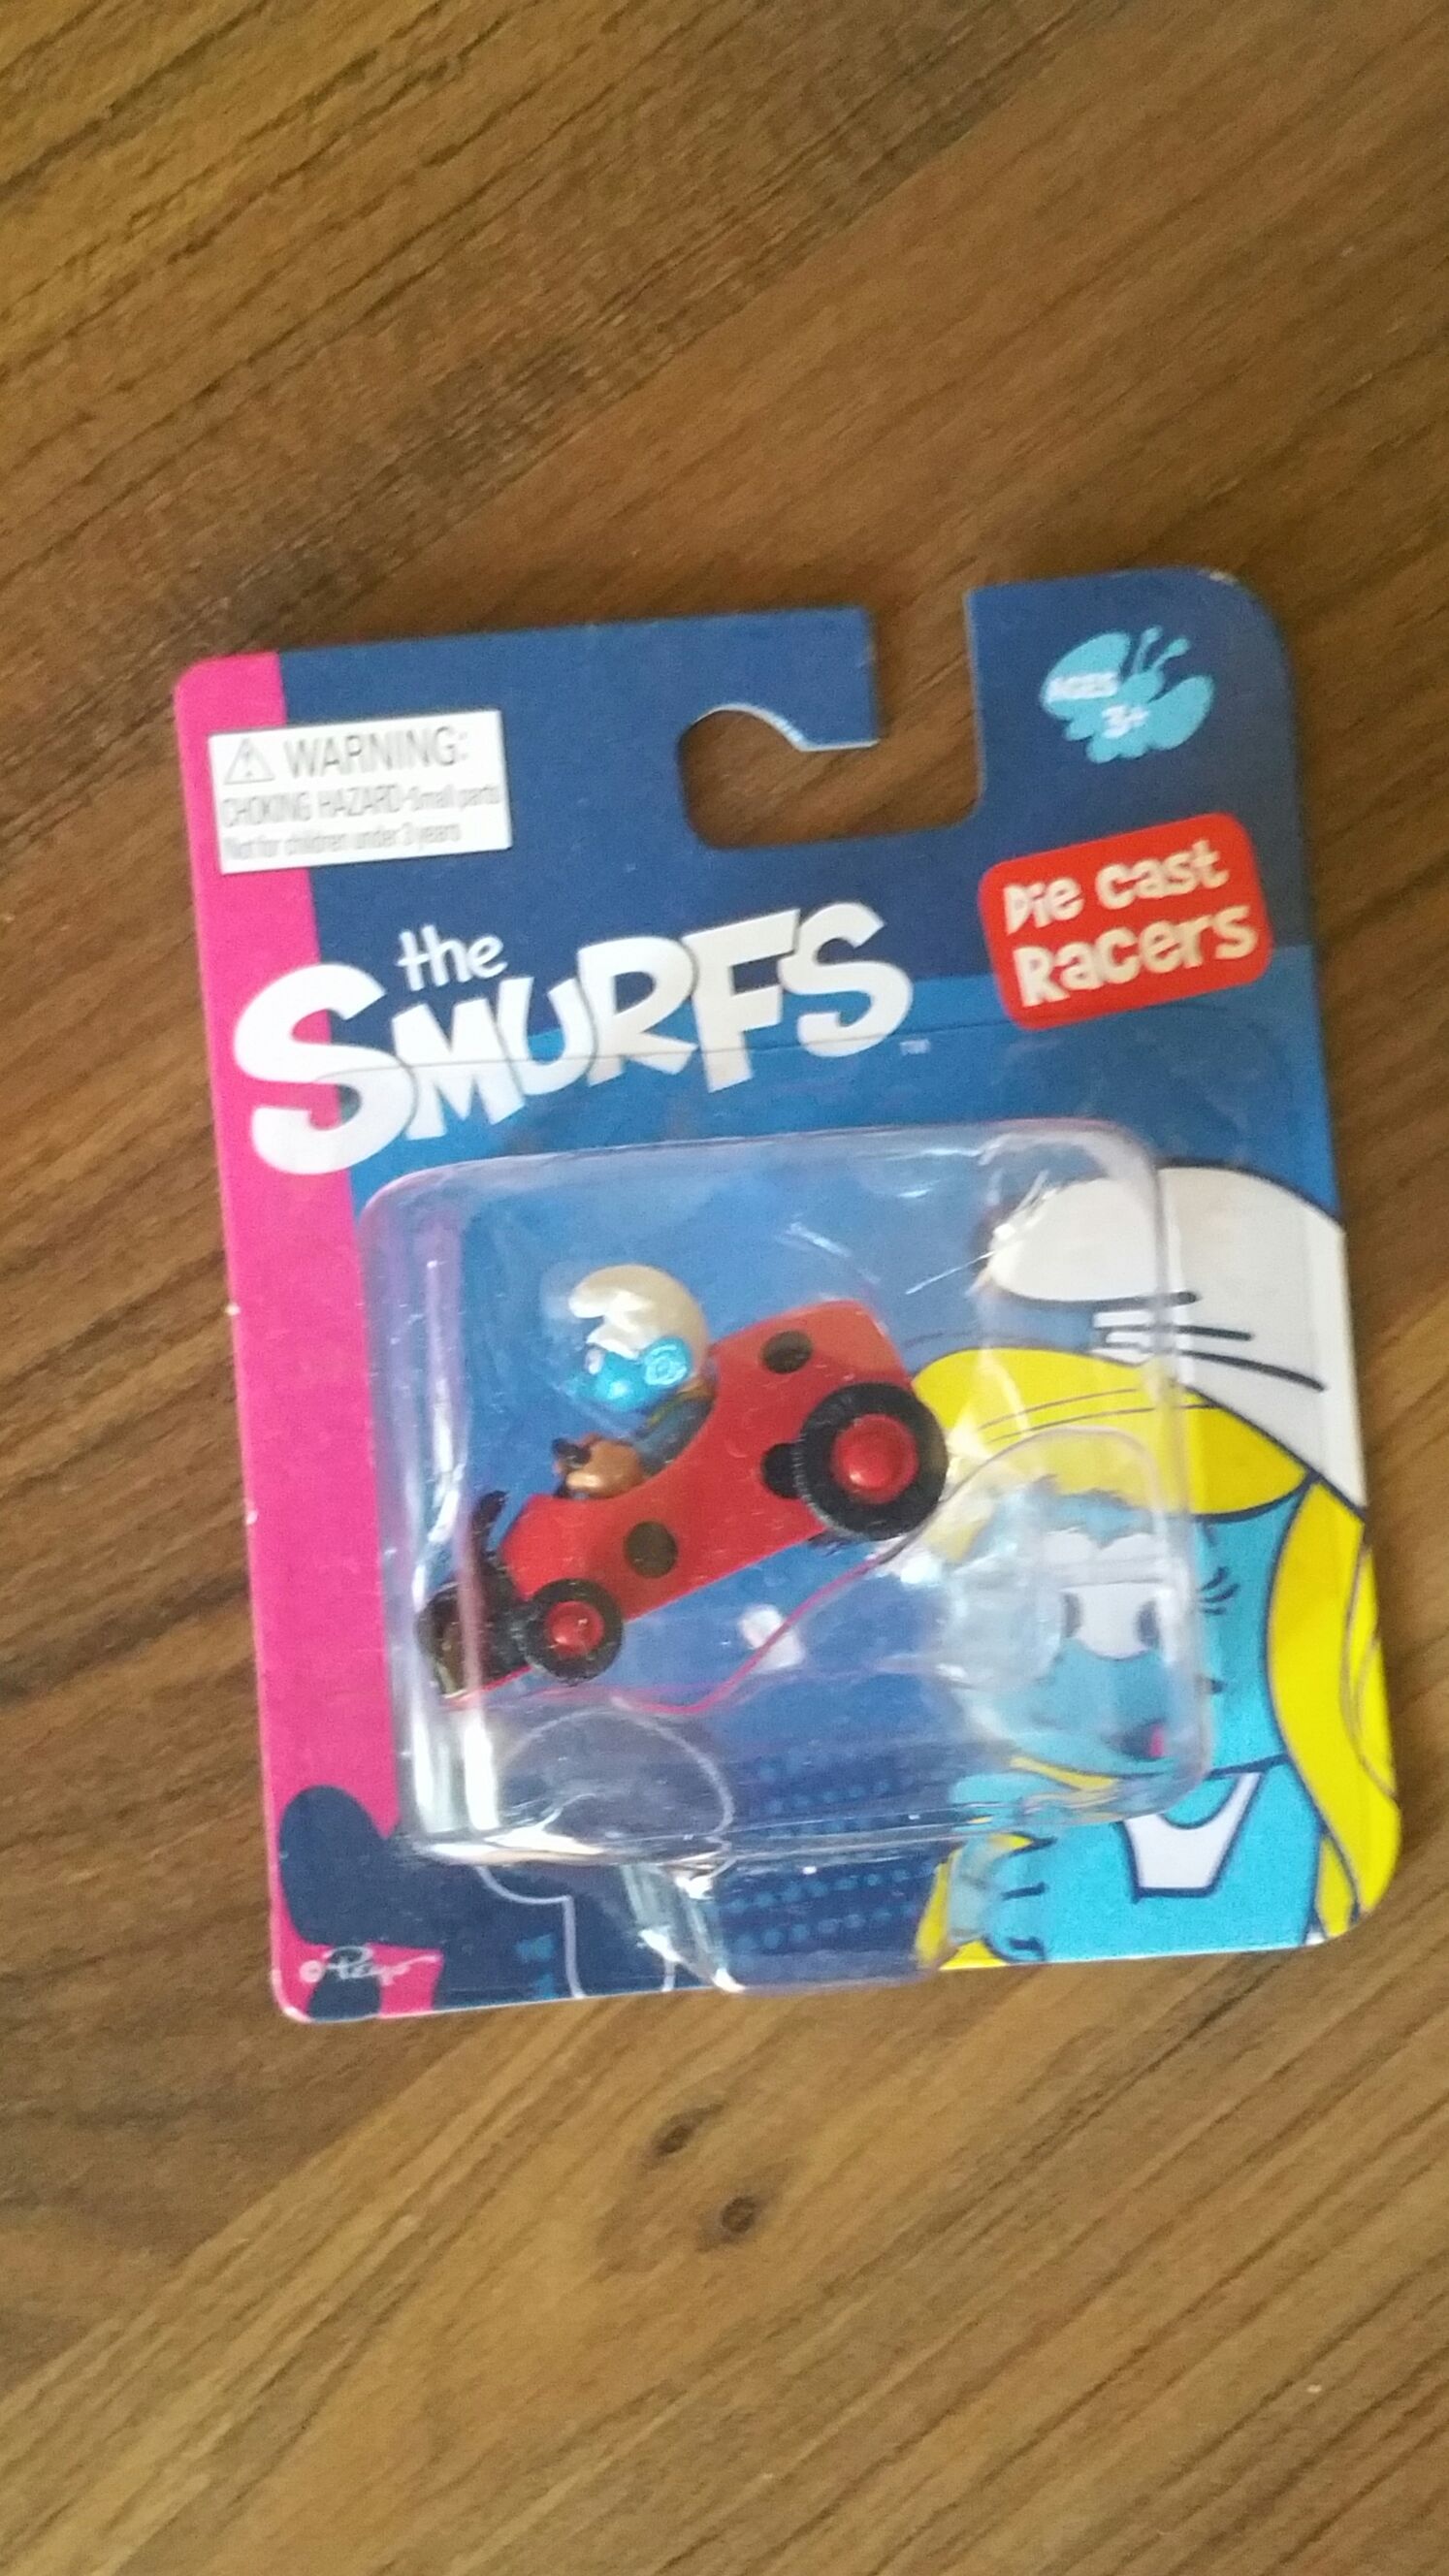 AGES
3+
WARNING:
CHOKING HAZARD-Small parts
Not for children under 3 years
Die cast
Racers
the
SMURFS
TM
© Peyo